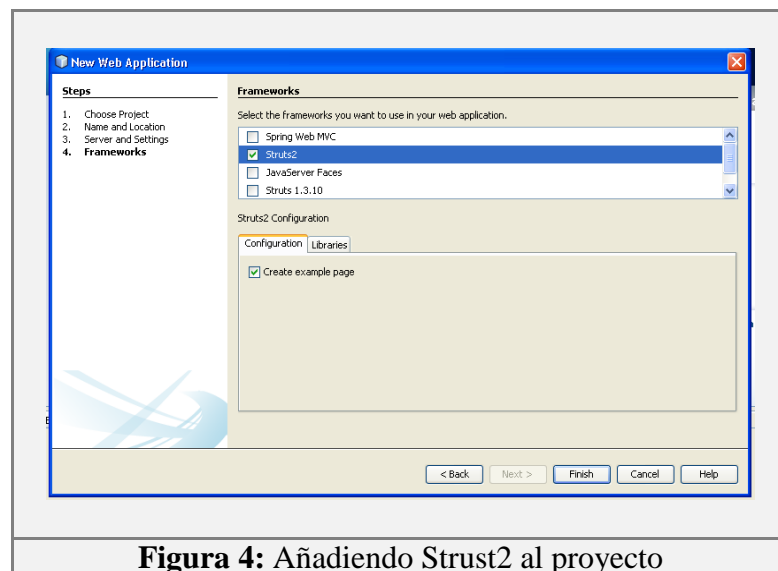 New Web Application
Steps
1. Choose Project
2. Name and Location
3. Server and Settings
4. Frameworks
Frameworks
Select the frameworks you want to use in your web application.
Spring Web MVC
Struts2
JavaServer Faces
Struts 1.3.10
Struts2 Configuration
Configuration Libraries
Create example page
< Back Next > Finish Cancel Help
Figura 4: Añadiendo Strust2 al proyecto